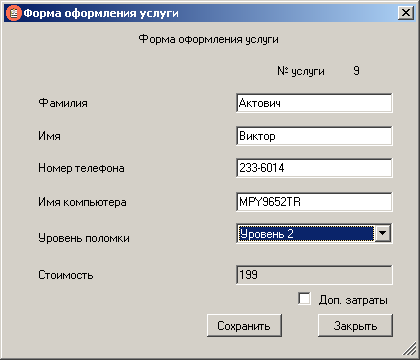 Форма оформления услуги
Форма оформления услуги
№ услуги 9
Фамилия Актович
Имя Виктор
Номер телефона 233-6014
Имя компьютера MPY9652TR
Уровень поломки Уровень 2
Стоимость 199
Доп. затраты
Сохранить Закрыть